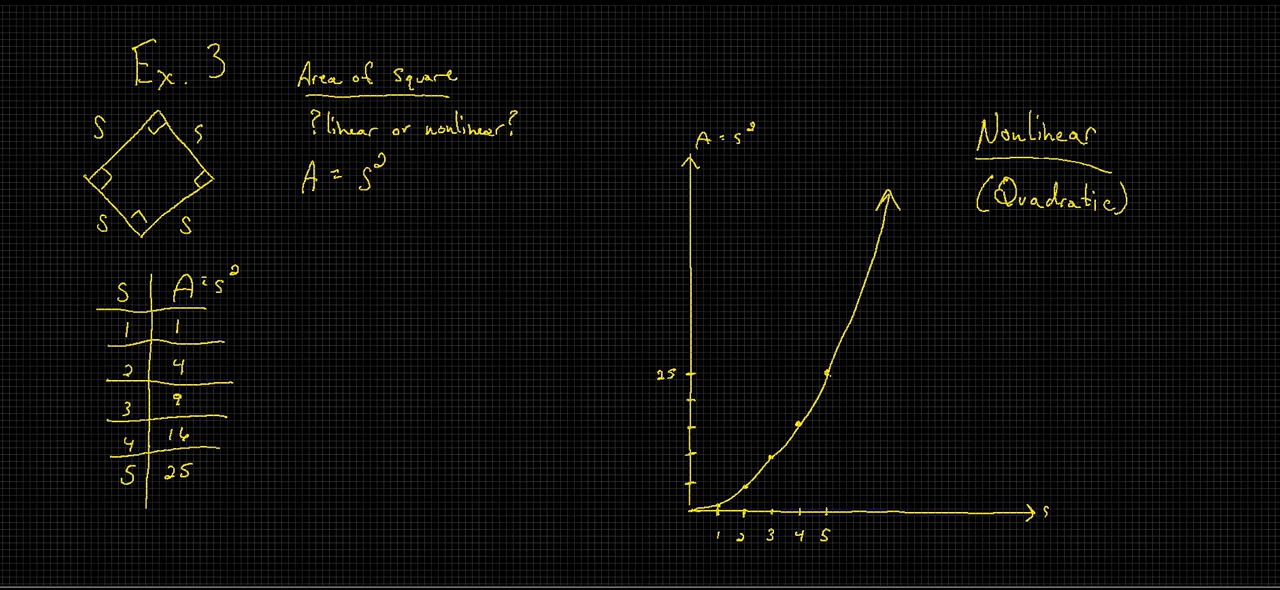 Ex. 3
Area of square
? linear or nonlinear?
A = s²
S
S
S
S
S A = s²
1 1
2 4
3 9
4 16
5 25
A = s²
25
1 2 3 4 5
s
Nonlinear
(Quadratic)